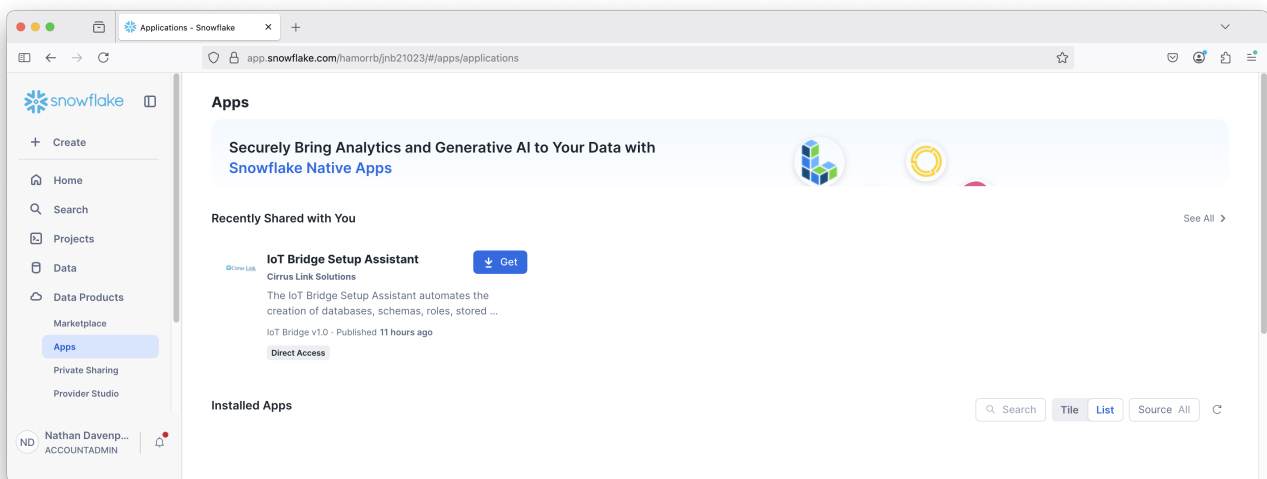 Applications - Snowflake
app.snowflake.com/hamorrb/jnb21023/#/apps/applications
snowflake
Create
Home
Search
Projects
Data
Data Products
Marketplace
Apps
Private Sharing
Provider Studio
ND
Nathan Davenp...
ACCOUNTADMIN
Apps
Securely Bring Analytics and Generative AI to Your Data with
Snowflake Native Apps
Recently Shared with You
See All
Cirrus Link
IoT Bridge Setup Assistant
Get
Cirrus Link Solutions
The IoT Bridge Setup Assistant automates the
creation of databases, schemas, roles, stored ...
IoT Bridge v1.0 - Published 11 hours ago
Direct Access
Installed Apps
Search
Tile
List
Source All